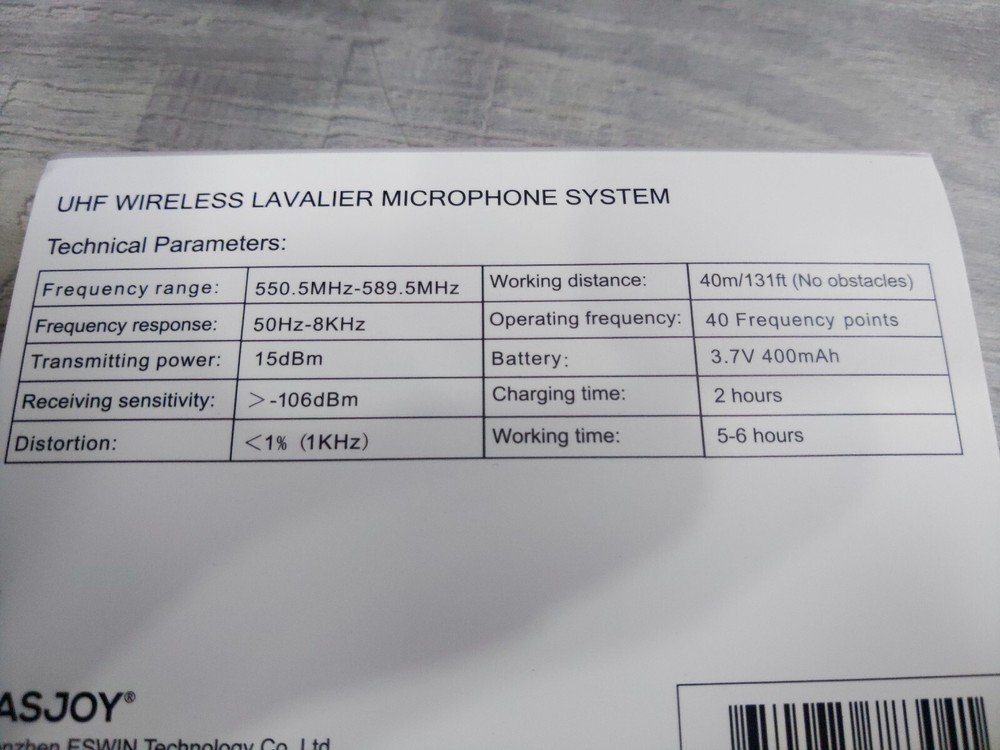 UHF WIRELESS LAVALIER MICROPHONE SYSTEM
Technical Parameters:
Frequency range: 550.5MHz-589.5MHz Working distance: 40m/131ft (No obstacles)
Frequency response: 50Hz-8KHz Operating frequency: 40 Frequency points
Transmitting power: 15dBm Battery: 3.7V 400mAh
Receiving sensitivity: >-106dBm Charging time: 2 hours
Distortion: <1% (1KHz) Working time: 5-6 hours
ASJOY®
nzhen ESWIN Technology Co. Ltd